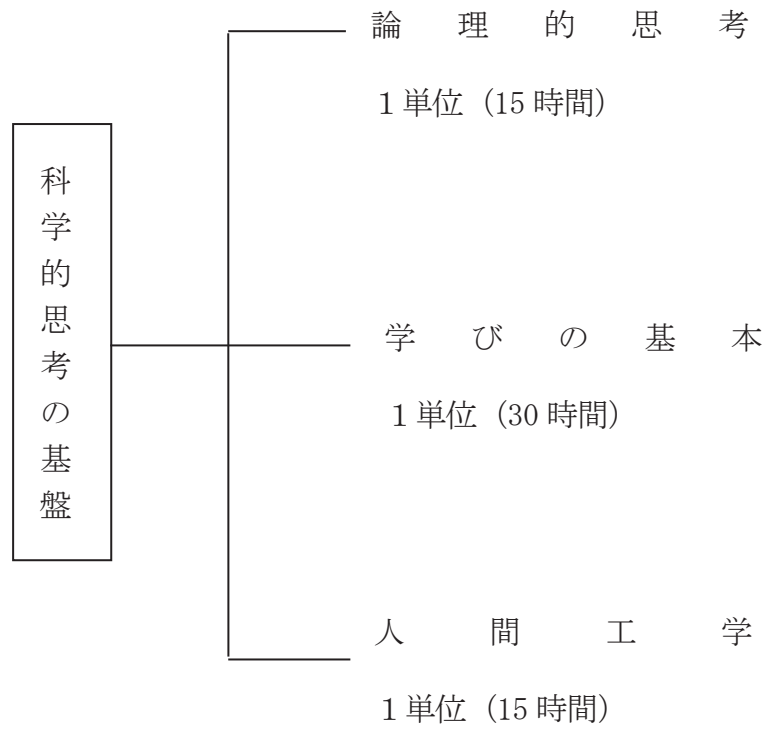 科学的思考の基盤
論理的思考
1単位（15時間）
学びの基本
1単位（30時間）
人間工学
1単位（15時間）